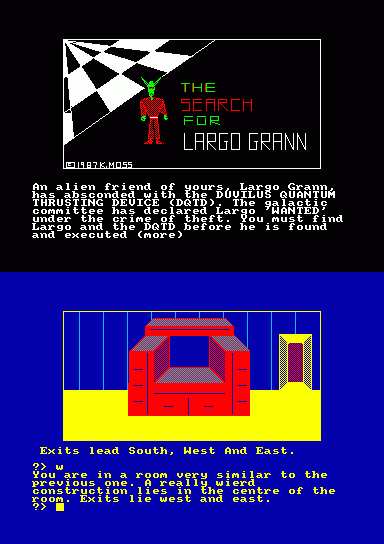 THE
SEARCH
FOR
LARGO GRANN
©1987 K.MOSS
An alien friend of yours, Largo Grann,
has absconded with the DUVILUS QUANTUM
THRUSTING DEVICE (DQTD). The galactic
committee has declared Largo 'WANTED'
under the crime of theft. You must find
Largo and the DQTD before he is found
and executed (more)
Exits lead South, West And East.
?> w
You are in a room very similar to the
previous one. A really wierd
construction lies in the centre of the
room. Exits lie west and east.
?>